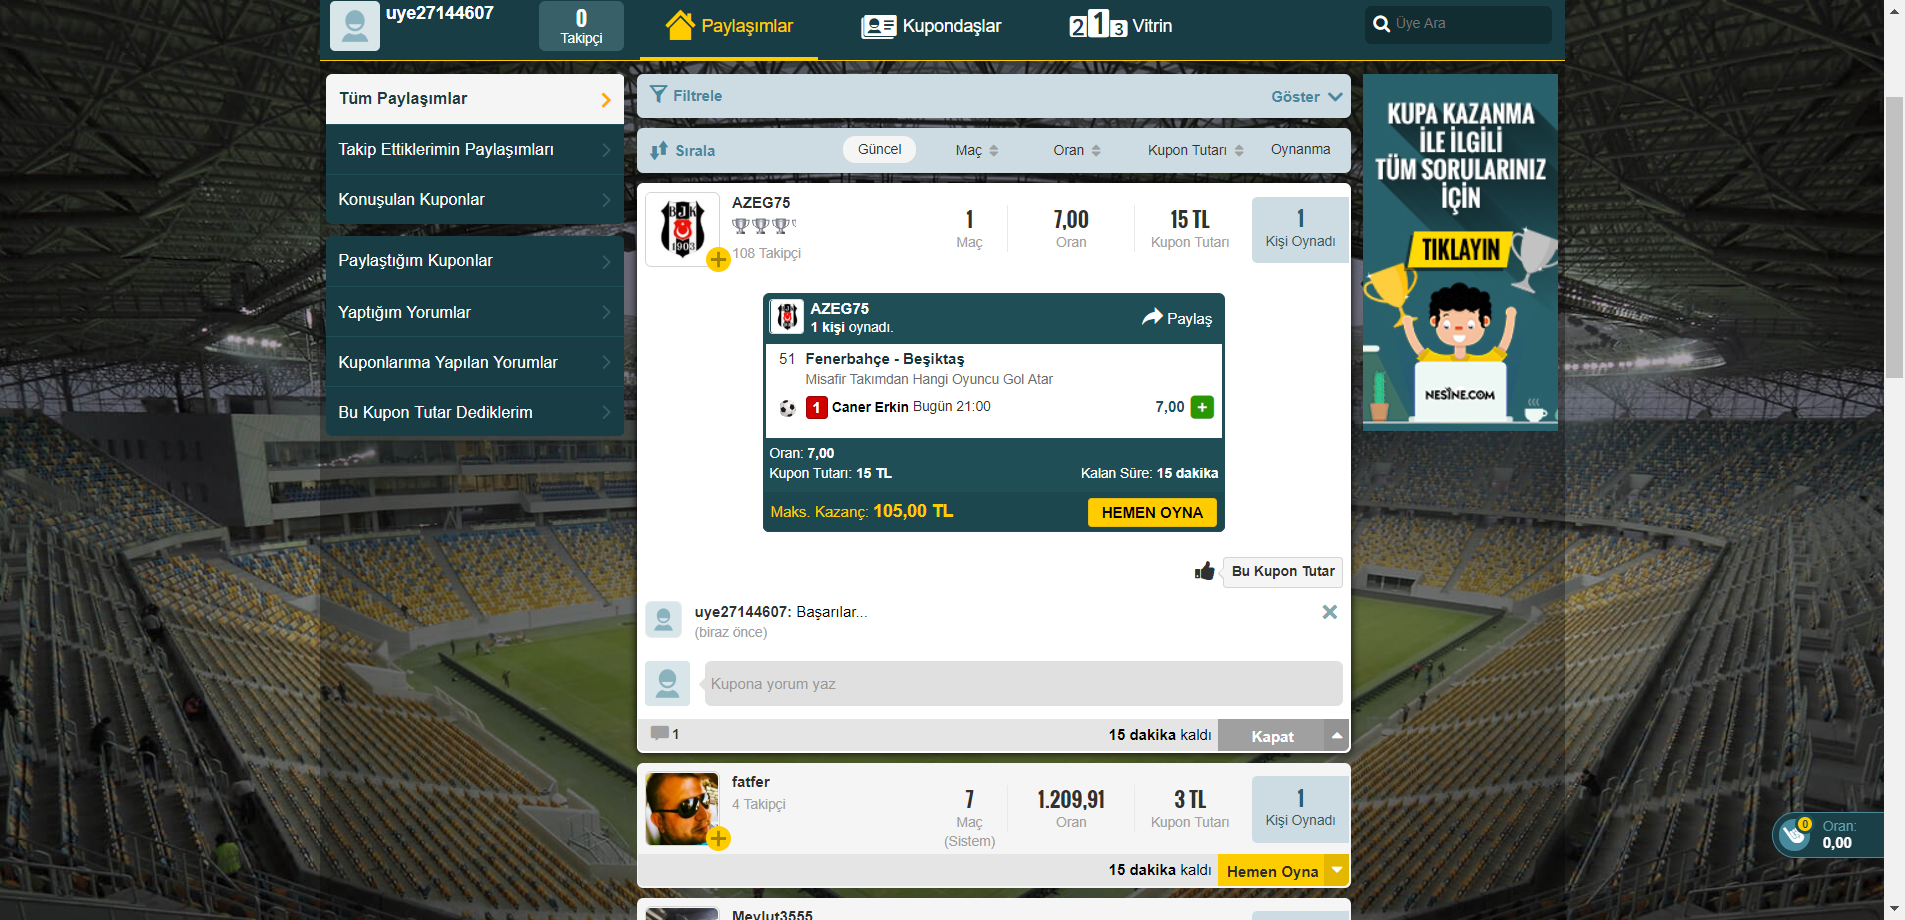 uye27144607
0
Takipçi
Paylaşımlar
Kupondaşlar
2 1 3 Vitrin
Üye Ara
Tüm Paylaşımlar
Takip Ettiklerimin Paylaşımları
Konuşulan Kuponlar
Paylaştığım Kuponlar
Yaptığım Yorumlar
Kuponlarıma Yapılan Yorumlar
Bu Kupon Tutar Dediklerim
Filtrele
Göster
Sırala
Güncel
Maç
Oran
Kupon Tutarı
Oynanma
BJK
1903
AZEG75
108 Takipçi
1
Maç
7,00
Oran
15 TL
Kupon Tutarı
1
Kişi Oynadı
AZEG75
1 kişi oynadı.
Paylaş
51 Fenerbahçe - Beşiktaş
Misafir Takımdan Hangi Oyuncu Gol Atar
1 Caner Erkin Bugün 21:00
7,00 +
Oran: 7,00
Kupon Tutarı: 15 TL
Kalan Süre: 15 dakika
Maks. Kazanç: 105,00 TL
HEMEN OYNA
Bu Kupon Tutar
uye27144607: Başarılar...
(biraz önce)
Kupona yorum yaz
1
15 dakika kaldı
Kapat
fatfer
4 Takipçi
7
Maç
(Sistem)
1.209,91
Oran
3 TL
Kupon Tutarı
1
Kişi Oynadı
15 dakika kaldı
Hemen Oyna
Mevlut3555
KUPA KAZANMA
İLE İLGİLİ
TÜM SORULARINIZ
İÇİN
TIKLAYIN
NESİNE.COM
0
Oran:
0,00